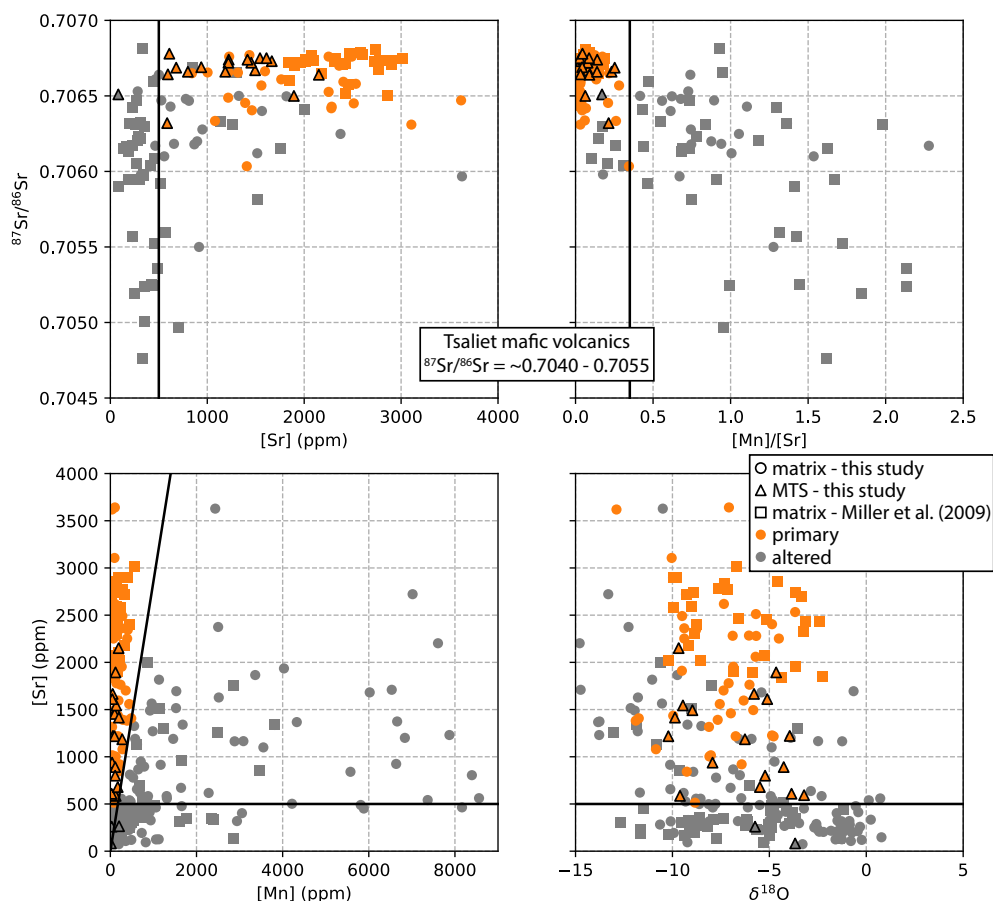 0.7070
0.7065
0.7060
0.7055
0.7050
0.7045
⁸⁷Sr/⁸⁶Sr
0 1000 2000 3000 4000
[Sr] (ppm)
0.0 0.5 1.0 1.5 2.0 2.5
[Mn]/[Sr]
Tsaliet mafic volcanics
⁸⁷Sr/⁸⁶Sr = ~0.7040 - 0.7055
4000
3500
3000
2500
2000
1500
1000
500
0
[Sr] (ppm)
0 2000 4000 6000 8000
[Mn] (ppm)
matrix - this study
MTS - this study
matrix - Miller et al. (2009)
primary
altered
−15 −10 −5 0 5
δ¹⁸O